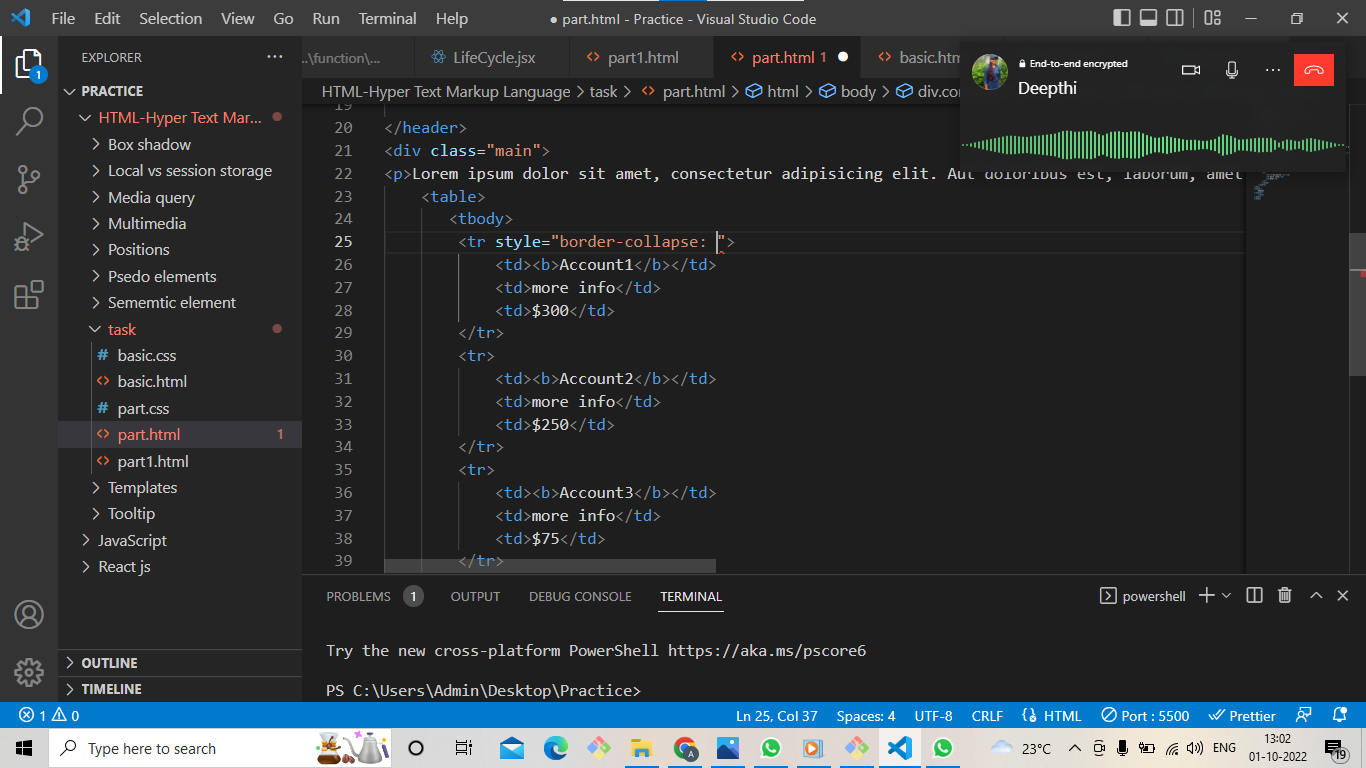 File Edit Selection View Go Run Terminal Help
● part.html - Practice - Visual Studio Code
EXPLORER
PRACTICE
HTML-Hyper Text Mar...
Box shadow
Local vs session storage
Media query
Multimedia
Positions
Psedo elements
Sememtic element
task
basic.css
basic.html
part.css
part.html 1
part1.html
Templates
Tooltip
JavaScript
React js
OUTLINE
TIMELINE
1
..\function\... LifeCycle.jsx part1.html part.html 1 basic.htm
HTML-Hyper Text Markup Language > task > part.html > html > body > div.co
End-to-end encrypted
Deepthi
19
20 </header>
21 <div class="main">
22 <p>Lorem ipsum dolor sit amet, consectetur adipisicing elit. Aut doloribus est, laborum, amet
23 <table>
24 <tbody>
25 <tr style="border-collapse: ">
26 <td><b>Account1</b></td>
27 <td>more info</td>
28 <td>$300</td>
29 </tr>
30 <tr>
31 <td><b>Account2</b></td>
32 <td>more info</td>
33 <td>$250</td>
34 </tr>
35 <tr>
36 <td><b>Account3</b></td>
37 <td>more info</td>
38 <td>$75</td>
39 </tr>
PROBLEMS 1 OUTPUT DEBUG CONSOLE TERMINAL
powershell
Try the new cross-platform PowerShell https://aka.ms/pscore6
PS C:\Users\Admin\Desktop\Practice>
1 0
Ln 25, Col 37 Spaces: 4 UTF-8 CRLF HTML Port : 5500 Prettier
Type here to search
23°C
ENG
13:02
01-10-2022
19